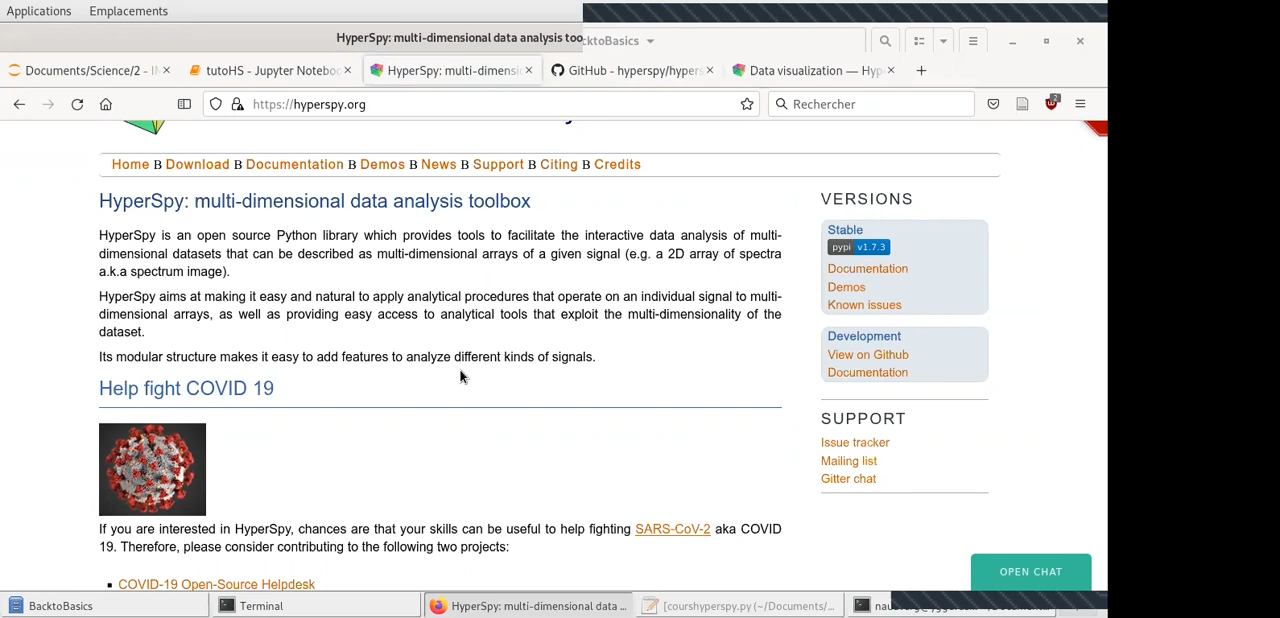 Applications Emplacements
HyperSpy: multi-dimensional data analysis too
cktoBasics
Documents/Science/2 - I
tutoHS - Jupyter Noteboo
HyperSpy: multi-dimensi
GitHub - hyperspy/hypers
Data visualization — Hyp
https://hyperspy.org
Rechercher
2
Home B Download B Documentation B Demos B News B Support B Citing B Credits
HyperSpy: multi-dimensional data analysis toolbox
HyperSpy is an open source Python library which provides tools to facilitate the interactive data analysis of multi-
dimensional datasets that can be described as multi-dimensional arrays of a given signal (e.g. a 2D array of spectra
a.k.a spectrum image).
HyperSpy aims at making it easy and natural to apply analytical procedures that operate on an individual signal to multi-
dimensional arrays, as well as providing easy access to analytical tools that exploit the multi-dimensionality of the
dataset.
Its modular structure makes it easy to add features to analyze different kinds of signals.
Help fight COVID 19
If you are interested in HyperSpy, chances are that your skills can be useful to help fighting SARS-CoV-2 aka COVID
19. Therefore, please consider contributing to the following two projects:
COVID-19 Open-Source Helpdesk
VERSIONS
Stable
pypi v1.7.3
Documentation
Demos
Known issues
Development
View on Github
Documentation
SUPPORT
Issue tracker
Mailing list
Gitter chat
OPEN CHAT
BacktoBasics
Terminal
HyperSpy: multi-dimensional data ...
[courshyperspy.py (~/Documents/...